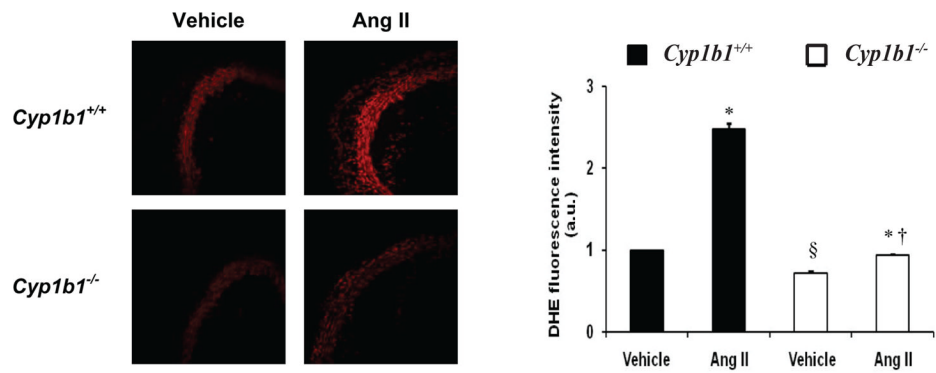 Vehicle Ang II
Cyp1b1+/+
Cyp1b1-/-
Cyp1b1+/+ Cyp1b1-/-
DHE fluorescence intensity
(a.u.)
3
2
1
0
*
§
* †
Vehicle Ang II Vehicle Ang II